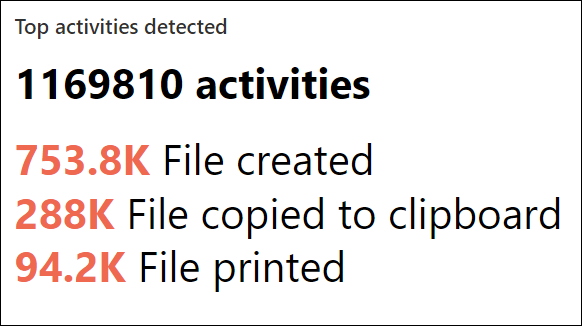 Top activities detected
1169810 activities
753.8K File created
288K File copied to clipboard
94.2K File printed